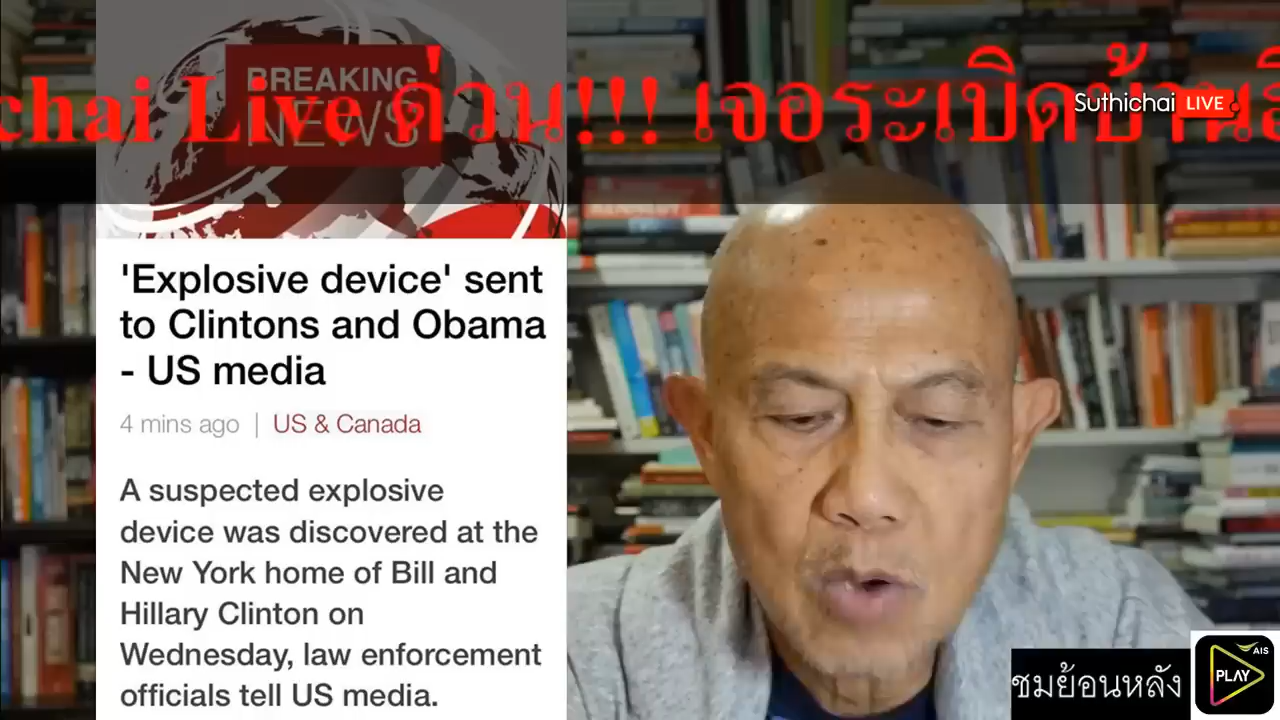 BREAKING
NEWS
chai Live ด่วน!!! เจอระเบิดบ้าน
Suthichai LIVE
'Explosive device' sent
to Clintons and Obama
- US media
4 mins ago | US & Canada
A suspected explosive
device was discovered at the
New York home of Bill and
Hillary Clinton on
Wednesday, law enforcement
officials tell US media.
ชมย้อนหลัง
AIS
PLAY